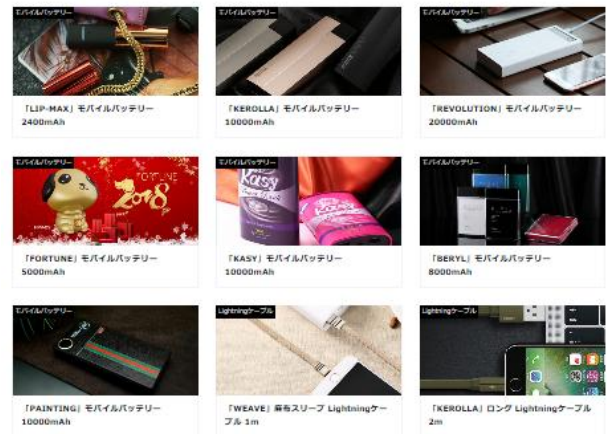 モバイルバッテリー
モバイルバッテリー
モバイルバッテリー
「LIP-MAX」モバイルバッテリー
2400mAh
「KEROLLA」モバイルバッテリー
10000mAh
「REVOLUTION」モバイルバッテリー
20000mAh
モバイルバッテリー
FORTUNE
2018
モバイルバッテリー
Kasy
Kasy
モバイルバッテリー
「FORTUNE」モバイルバッテリー
5000mAh
「KASY」モバイルバッテリー
10000mAh
「BERYL」モバイルバッテリー
8000mAh
モバイルバッテリー
Lightningケーブル
Lightningケーブル
「PAINTING」モバイルバッテリー
10000mAh
「WEAVE」麻布スリーブ Lightningケー
ブル 1m
「KEROLLA」ロング Lightningケーブル
2m